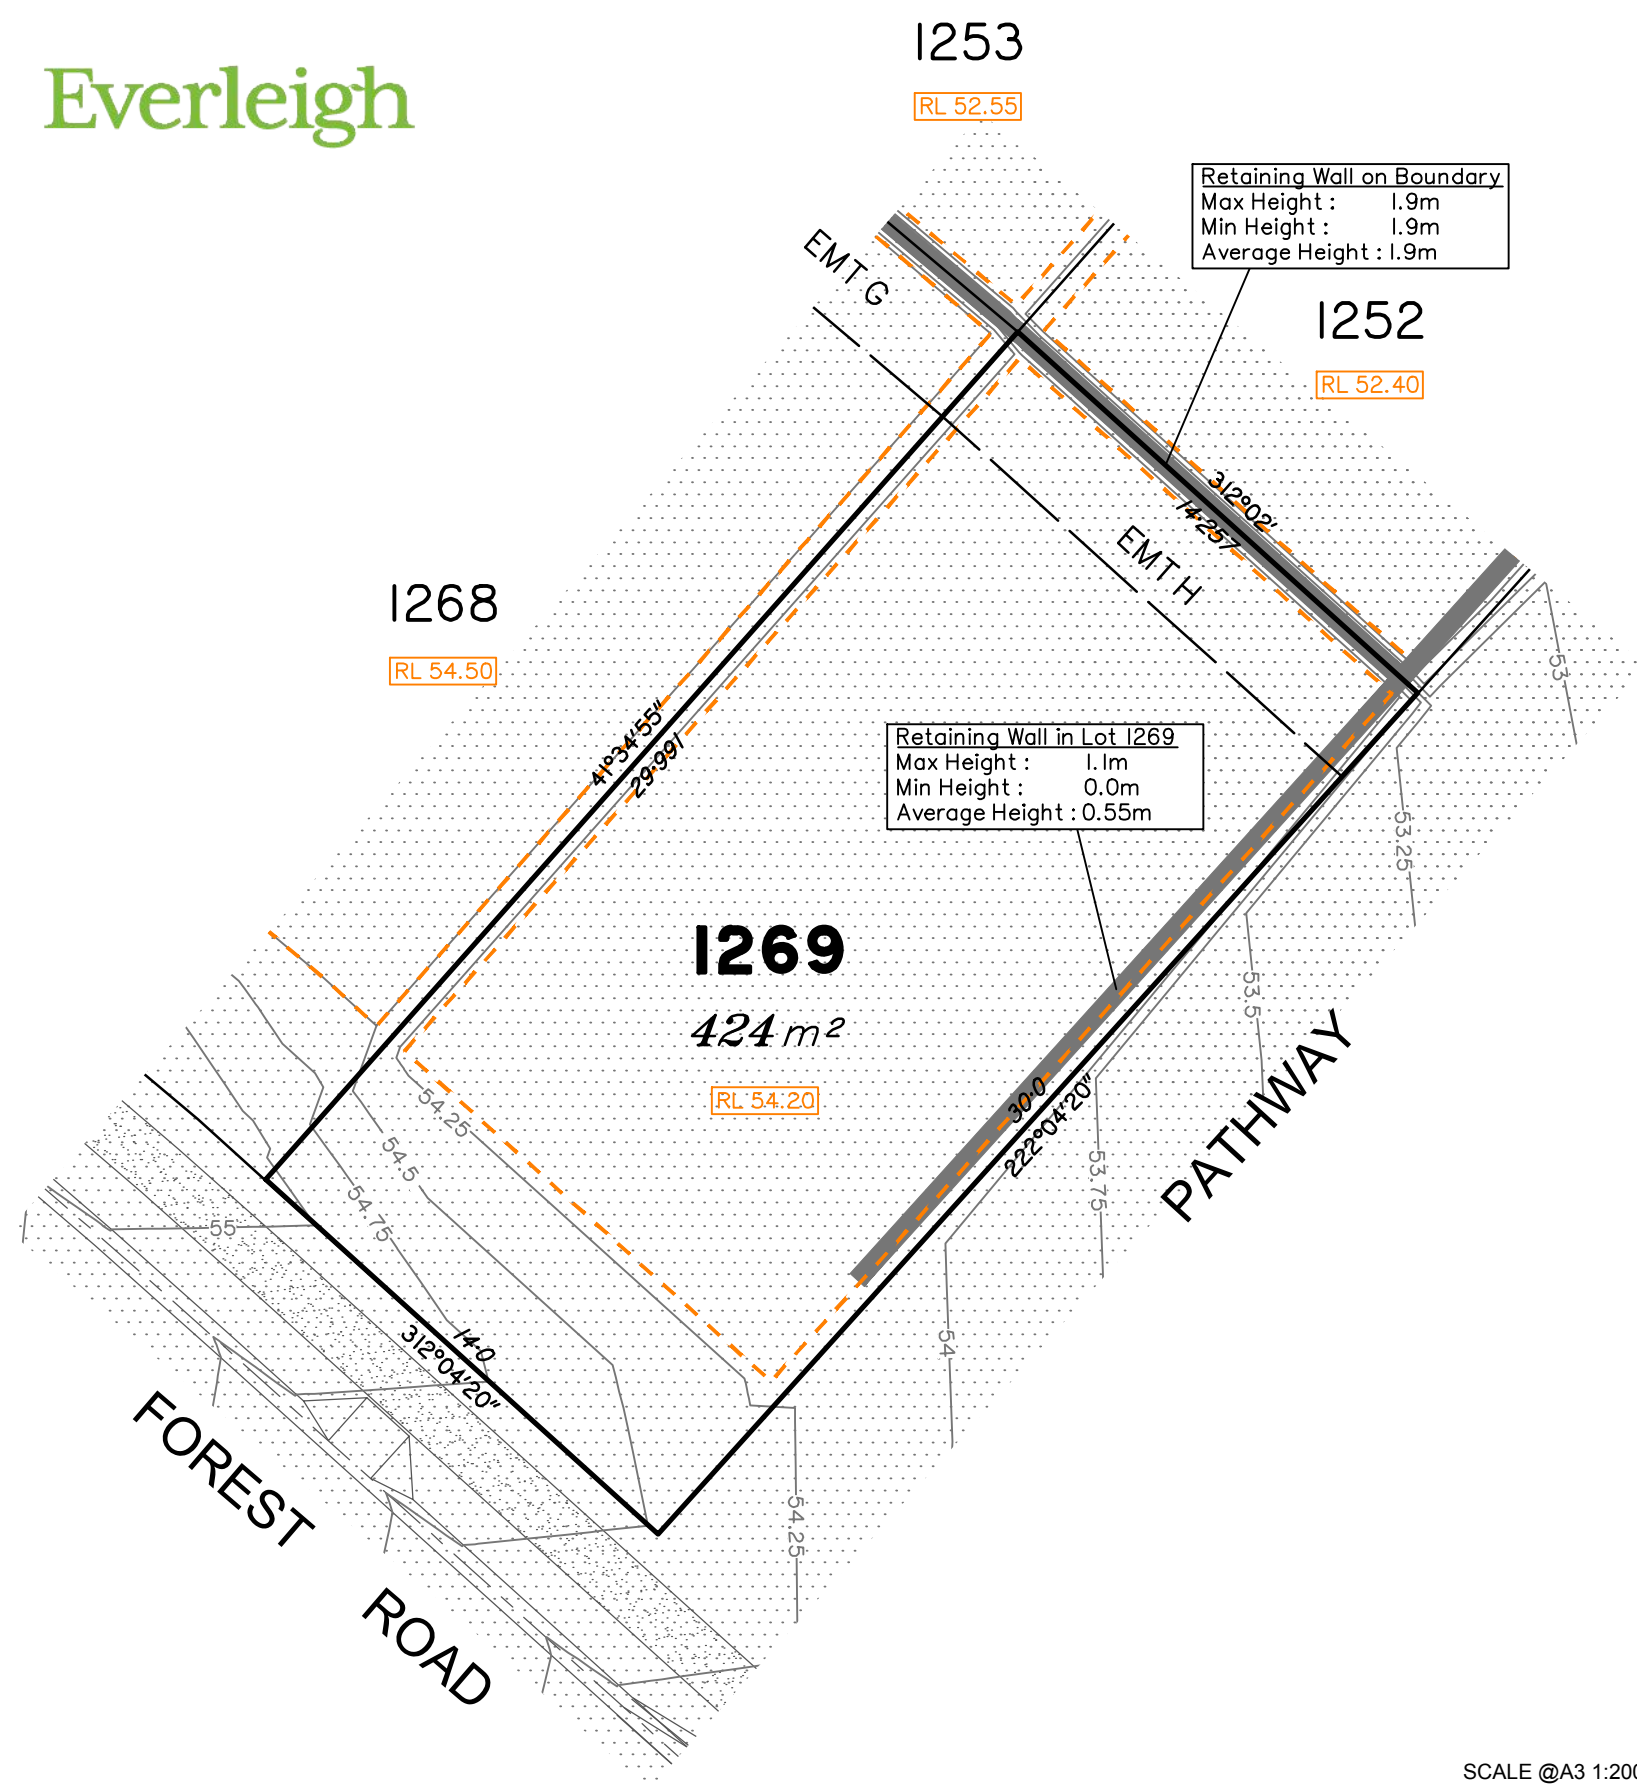 Everleigh
1253
RL 52.55
Retaining Wall on Boundary
Max Height : 1.9m
Min Height : 1.9m
Average Height : 1.9m
EMT G
1252
RL 52.40
312°02'
14·257
EMT H
1268
RL 54.50
41°34'55"
29·991
53
Retaining Wall in Lot 1269
Max Height : 1.1m
Min Height : 0.0m
Average Height : 0.55m
53.25
1269
424 m²
RL 54.20
53.5
30·0
222°04'20"
PATHWAY
54.25
54.5
53.75
54.75
55
54
14·0
312°04'20"
FOREST
ROAD
54.25
SCALE @A3 1:200